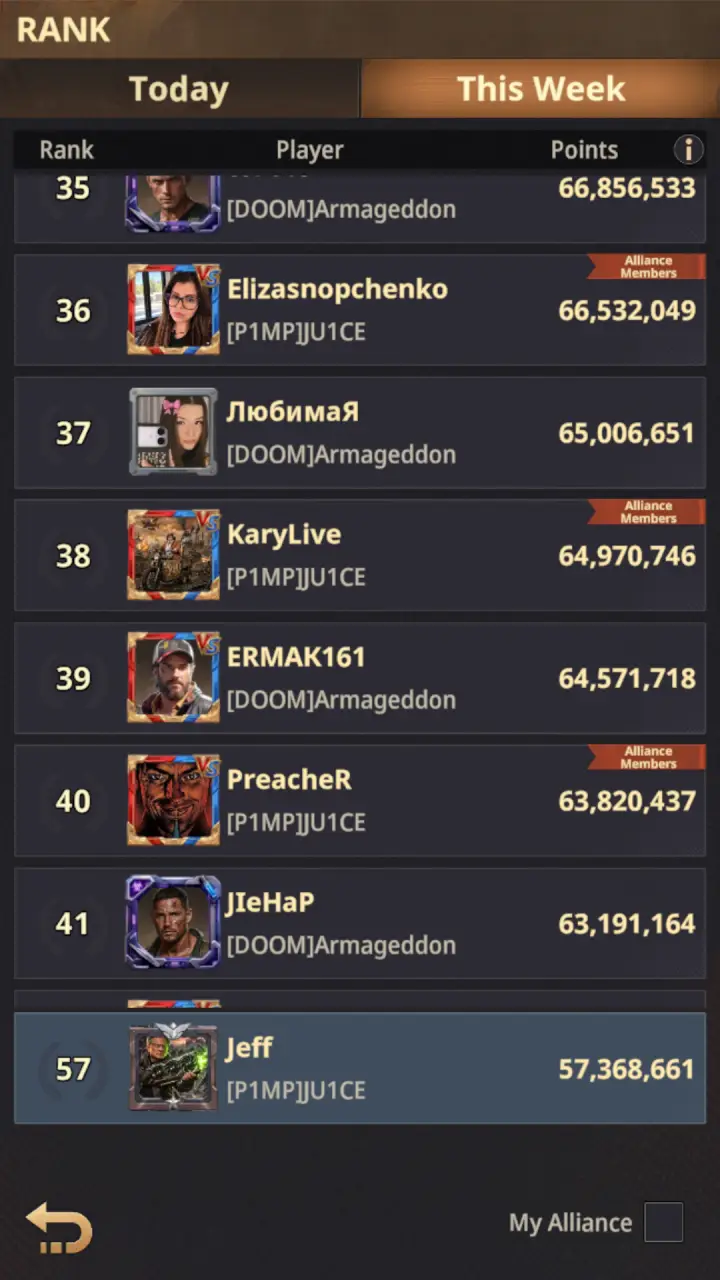 RANK
Today
This Week
Rank
Player
Points
35
[DOOM]Armageddon
66,856,533
Alliance
Members
36
Elizasnopchenko
[P1MP]JU1CE
66,532,049
37
ЛюбимаЯ
[DOOM]Armageddon
65,006,651
Alliance
Members
38
KaryLive
[P1MP]JU1CE
64,970,746
39
ERMAK161
[DOOM]Armageddon
64,571,718
Alliance
Members
40
PreacheR
[P1MP]JU1CE
63,820,437
41
JIeHaP
[DOOM]Armageddon
63,191,164
57
Jeff
[P1MP]JU1CE
57,368,661
My Alliance